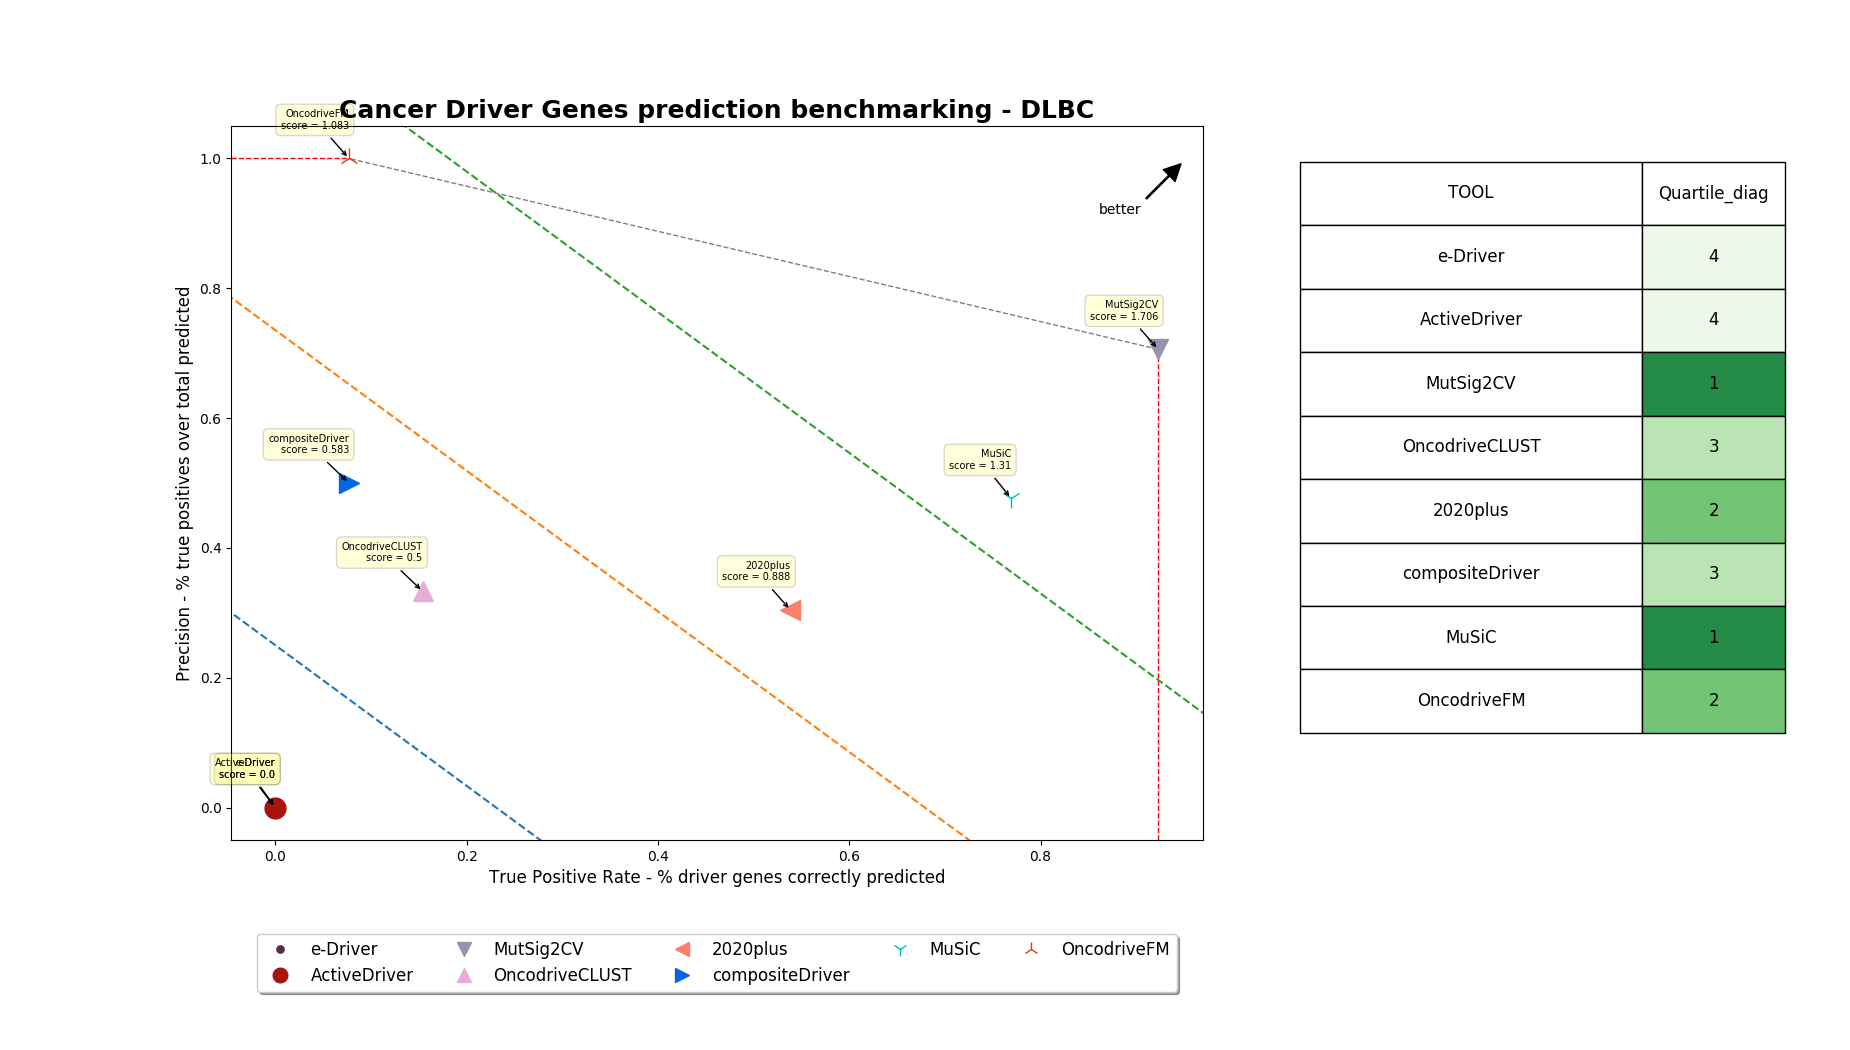 Cancer Driver Genes prediction benchmarking - DLBC
OncodriveFM
score = 1.083
better
MutSig2CV
score = 1.706
compositeDriver
score = 0.583
MuSiC
score = 1.31
OncodriveCLUST
score = 0.5
2020plus
score = 0.888
ActiveDriver
e-Driver
score = 0.0
Precision - % true positives over total predicted
1.0
0.8
0.6
0.4
0.2
0.0
0.0 0.2 0.4 0.6 0.8
True Positive Rate - % driver genes correctly predicted
e-Driver MutSig2CV 2020plus MuSiC OncodriveFM
ActiveDriver OncodriveCLUST compositeDriver
TOOL Quartile_diag
e-Driver 4
ActiveDriver 4
MutSig2CV 1
OncodriveCLUST 3
2020plus 2
compositeDriver 3
MuSiC 1
OncodriveFM 2